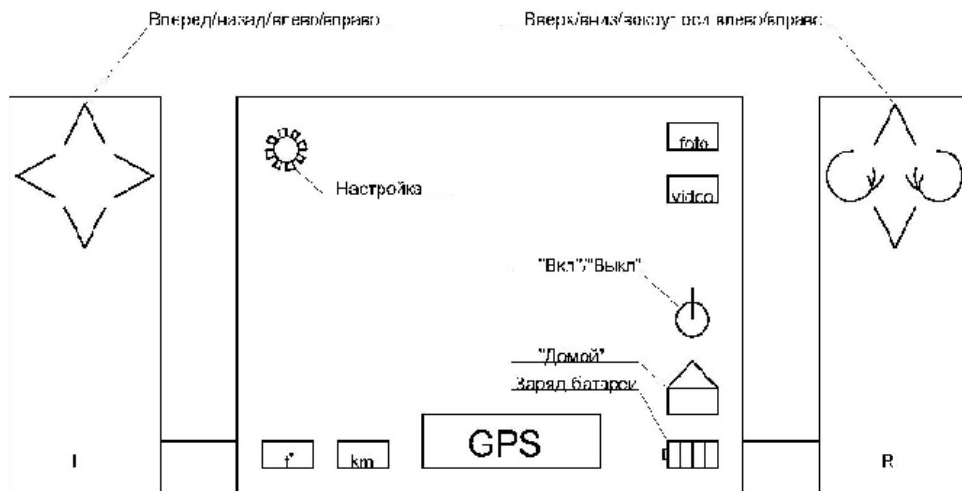 Вперед/назад/влево/вправо
Вверх/вниз/вокруг оси влево/вправо
foto
Настройка
video
"Вкл"/"Выкл"
"Домой"
Заряд батареи
GPS
t°
km
R